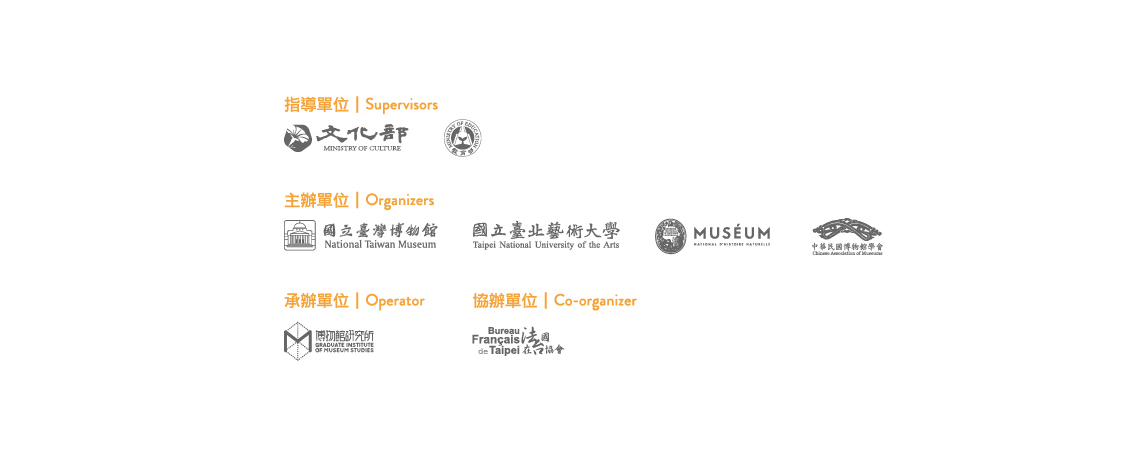 指導單位｜Supervisors
文化部
MINISTRY OF CULTURE
MINISTRY OF EDUCATION
教育部
主辦單位｜Organizers
國立臺灣博物館
National Taiwan Museum
國立臺北藝術大學
Taipei National University of the Arts
MUSÉUM
NATIONAL D'HISTOIRE NATURELLE
中華民國博物館學會
Chinese Association of Museums
承辦單位｜Operator
博物館研究所
GRADUATE INSTITUTE
OF MUSEUM STUDIES
協辦單位｜Co-organizer
Bureau
Français
de Taipei
法國
在台協會